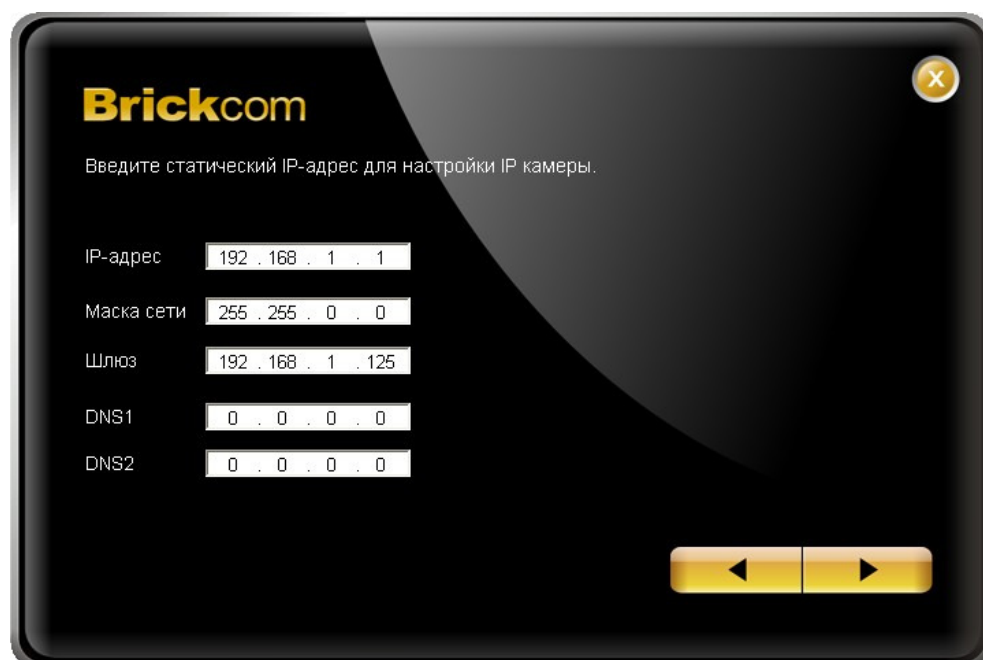 X
Brickcom
Введите статический IP-адрес для настройки IP камеры.
IP-адрес 192 . 168 . 1 . 1
Маска сети 255 . 255 . 0 . 0
Шлюз 192 . 168 . 1 . 125
DNS1 0 . 0 . 0 . 0
DNS2 0 . 0 . 0 . 0